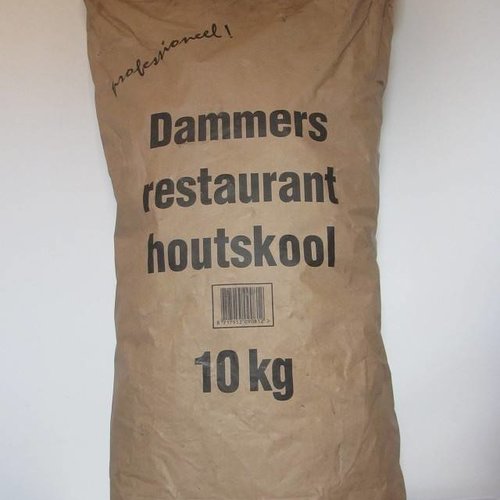 professioneel!
Dammers
restaurant
houtskool
10 kg